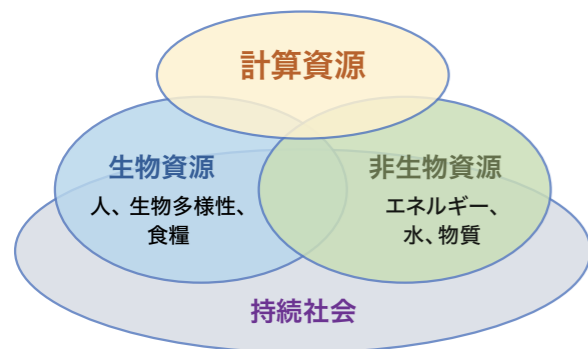 計算資源
生物資源
人、生物多様性、
食糧
非生物資源
エネルギー、
水、物質
持続社会